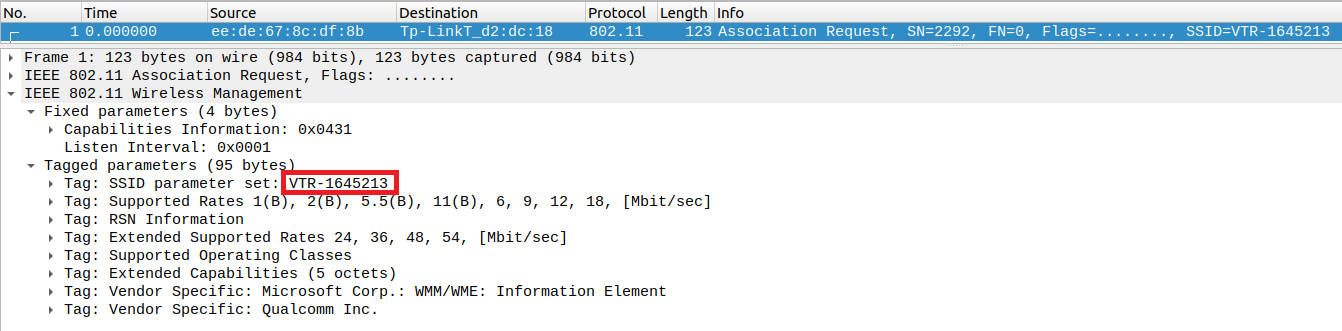 No. Time Source Destination Protocol Length Info
1 0.000000 ee:de:67:8c:df:8b Tp-LinkT_d2:dc:18 802.11 123 Association Request, SN=2292, FN=0, Flags=........, SSID=VTR-1645213
Frame 1: 123 bytes on wire (984 bits), 123 bytes captured (984 bits)
IEEE 802.11 Association Request, Flags: ........
IEEE 802.11 Wireless Management
Fixed parameters (4 bytes)
Capabilities Information: 0x0431
Listen Interval: 0x0001
Tagged parameters (95 bytes)
Tag: SSID parameter set: VTR-1645213
Tag: Supported Rates 1(B), 2(B), 5.5(B), 11(B), 6, 9, 12, 18, [Mbit/sec]
Tag: RSN Information
Tag: Extended Supported Rates 24, 36, 48, 54, [Mbit/sec]
Tag: Supported Operating Classes
Tag: Extended Capabilities (5 octets)
Tag: Vendor Specific: Microsoft Corp.: WMM/WME: Information Element
Tag: Vendor Specific: Qualcomm Inc.